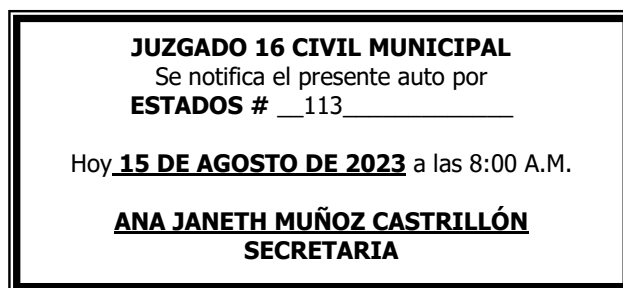 JUZGADO 16 CIVIL MUNICIPAL
Se notifica el presente auto por
ESTADOS # __113_____________
Hoy 15 DE AGOSTO DE 2023 a las 8:00 A.M.
ANA JANETH MUÑOZ CASTRILLÓN
SECRETARIA